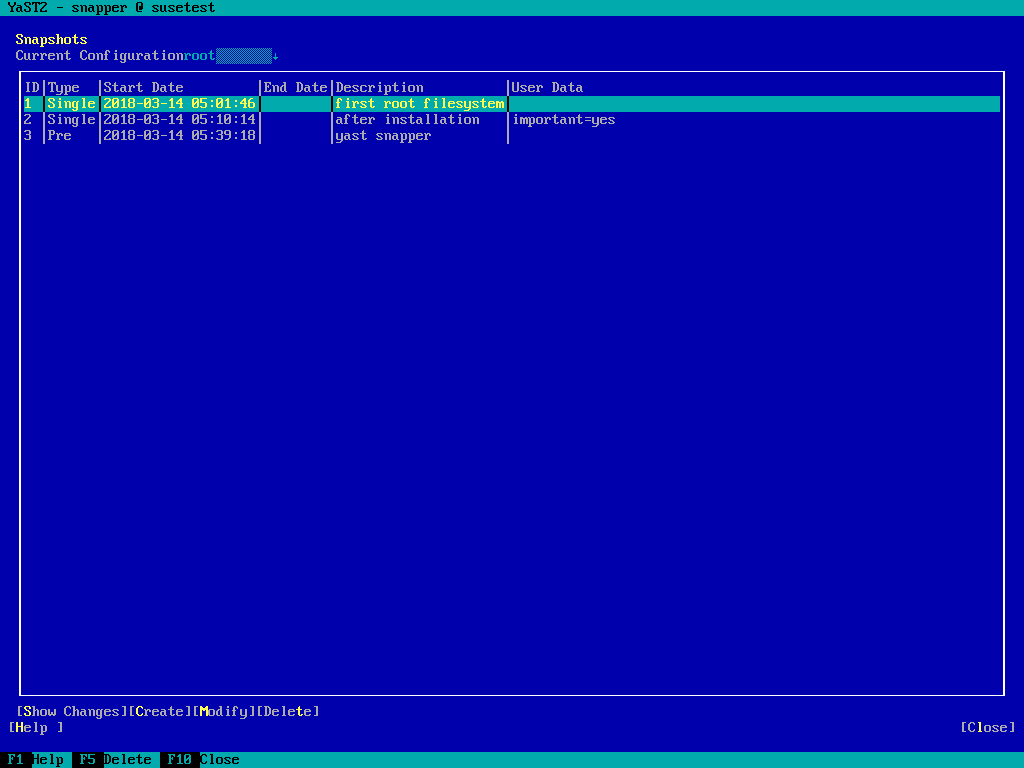 YaST2 - snapper @ susetest
Snapshots
Current Configurationroot↓
ID|Type |Start Date |End Date|Description |User Data
1 |Single|2018-03-14 05:01:46| |first root filesystem|
2 |Single|2018-03-14 05:10:14| |after installation |important=yes
3 |Pre |2018-03-14 05:39:18| |yast snapper |
[Show Changes][Create][Modify][Delete]
[Help ] [Close]
F1 Help F5 Delete F10 Close